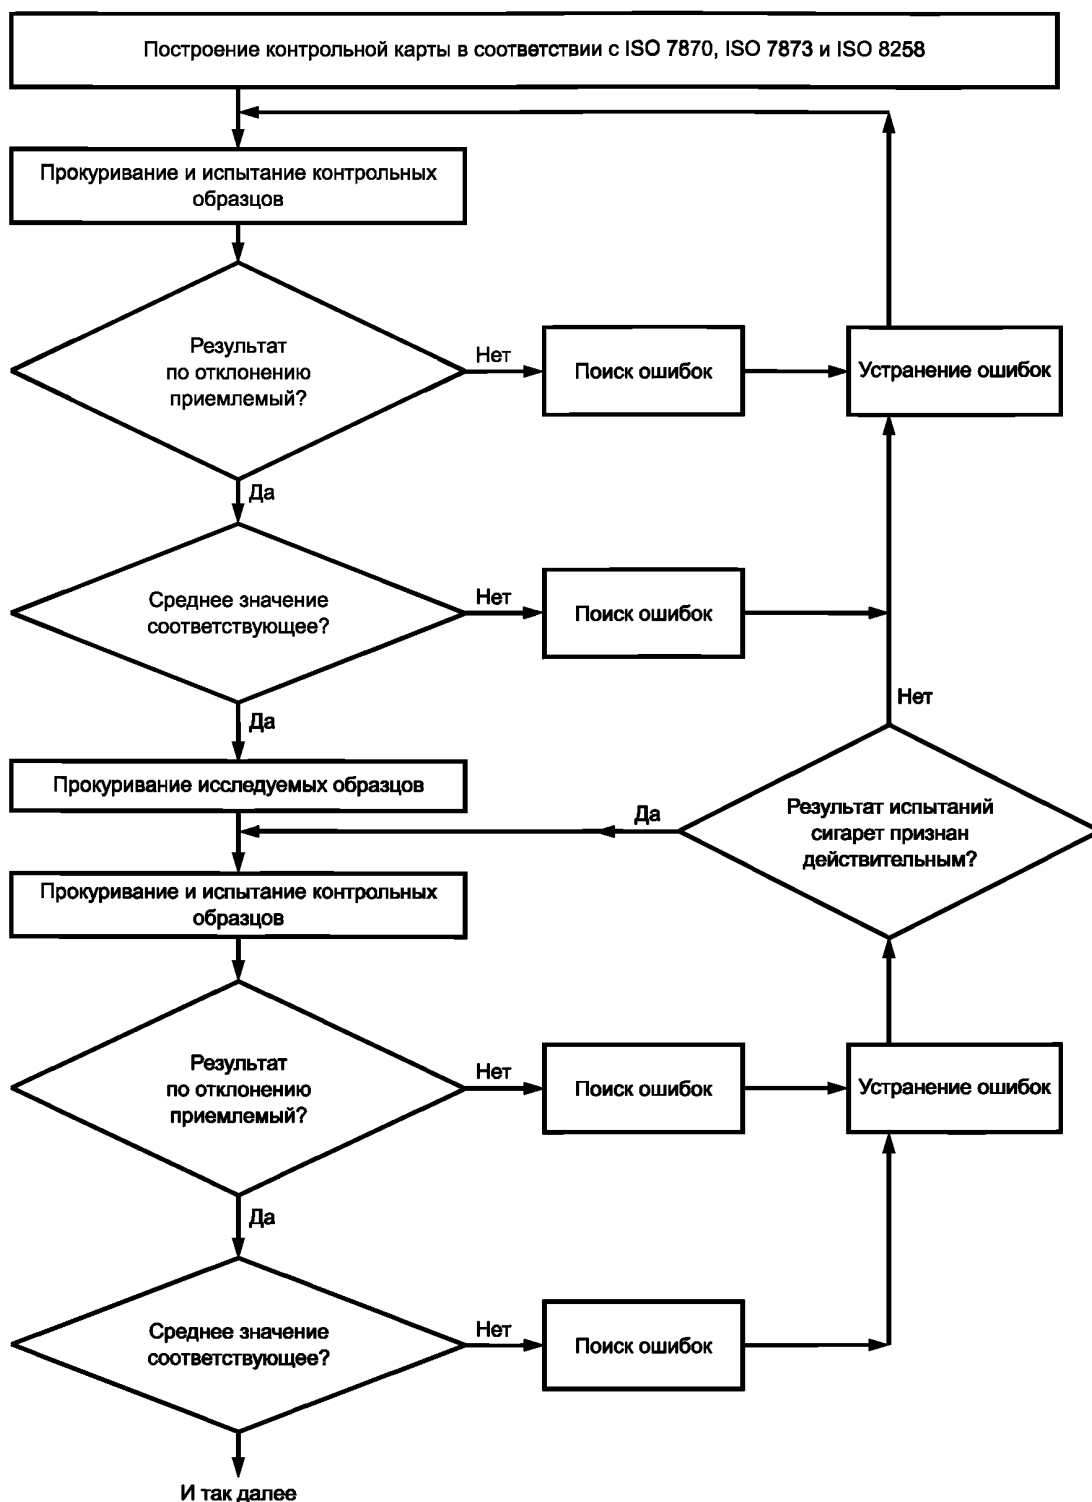 Построение контрольной карты в соответствии с ISO 7870, ISO 7873 и ISO 8258
Прокуривание и испытание контрольных
образцов
Результат
по отклонению
приемлемый?
Нет
Поиск ошибок
Устранение ошибок
Да
Среднее значение
соответствующее?
Нет
Поиск ошибок
Нет
Да
Прокуривание исследуемых образцов
Результат испытаний
сигарет признан
действительным?
Да
Прокуривание и испытание контрольных
образцов
Результат
по отклонению
приемлемый?
Нет
Поиск ошибок
Устранение ошибок
Да
Среднее значение
соответствующее?
Нет
Поиск ошибок
И так далее